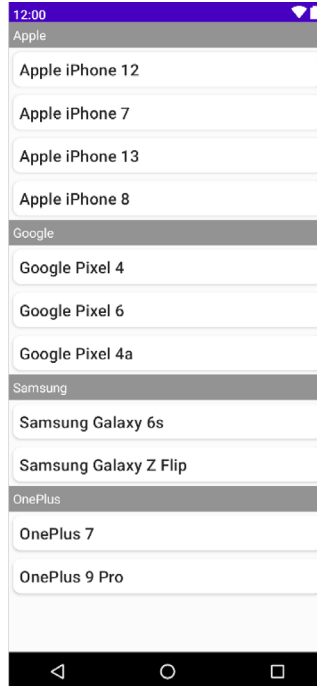 12:00
Apple
Apple iPhone 12
Apple iPhone 7
Apple iPhone 13
Apple iPhone 8
Google
Google Pixel 4
Google Pixel 6
Google Pixel 4a
Samsung
Samsung Galaxy 6s
Samsung Galaxy Z Flip
OnePlus
OnePlus 7
OnePlus 9 Pro